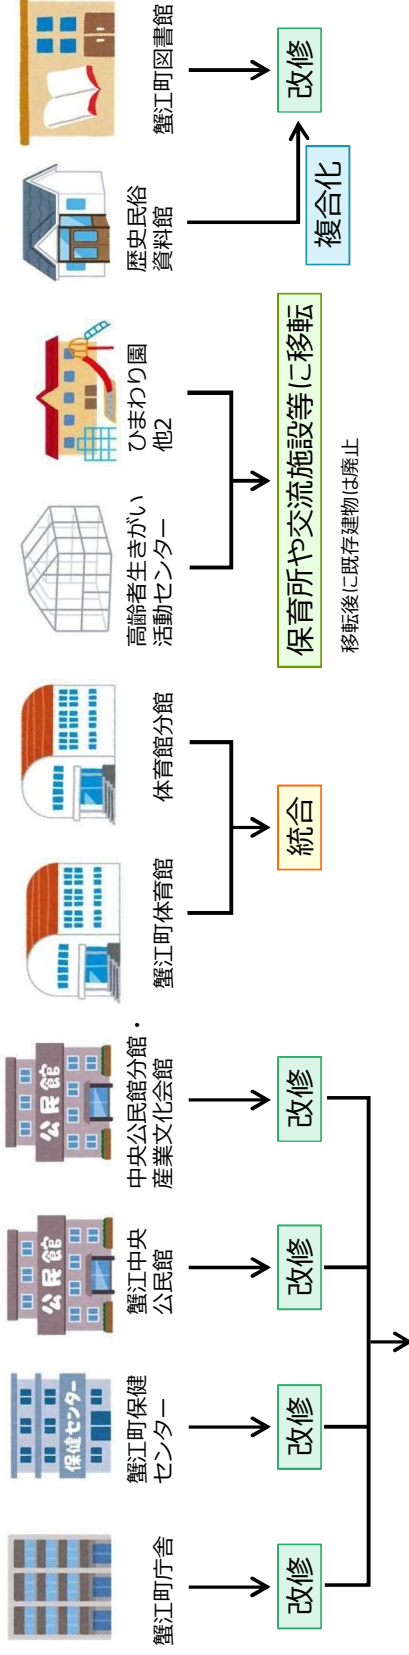 蟹江町庁舎
改修
保健センター
蟹江町保健
センター
改修
公民館
蟹江中央
公民館
改修
公民館
中央公民館分館・
産業文化会館
改修
蟹江町体育館
体育館分館
統合
高齢者生きがい
活動センター
ひまわり園
他2
保育所や交流施設等に移転
移転後に既存建物は廃止
歴史民俗
資料館
複合化
蟹江町図書館
改修